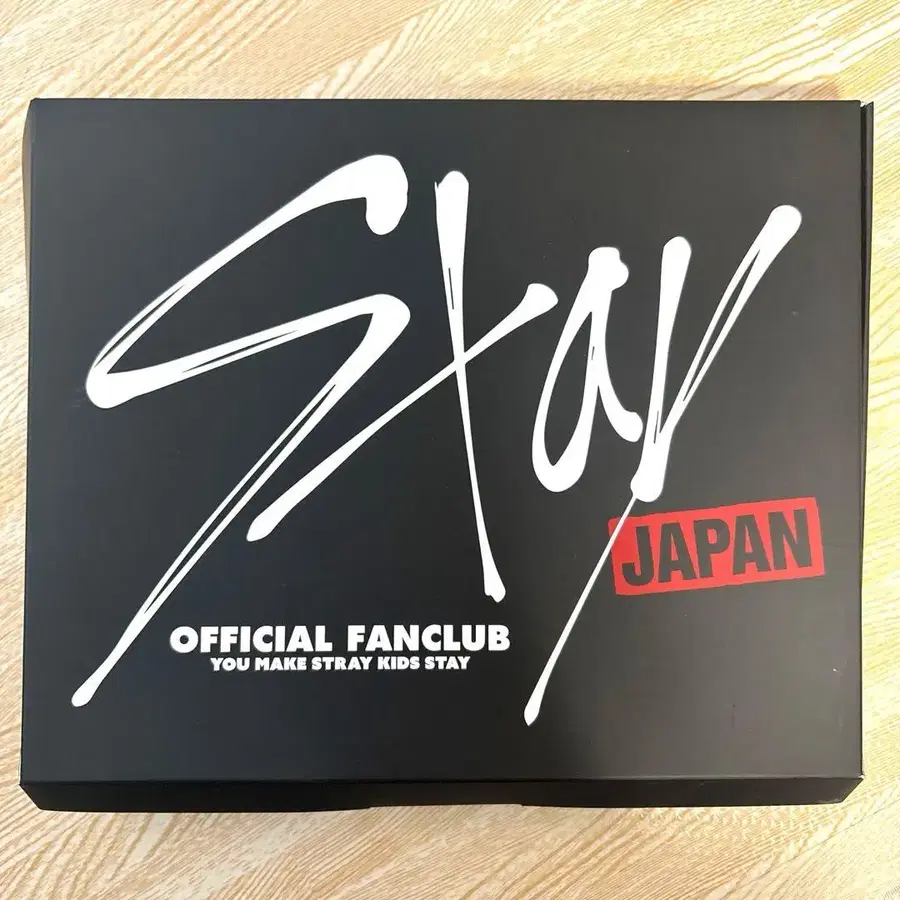 Stay
JAPAN
OFFICIAL FANCLUB
YOU MAKE STRAY KIDS STAY